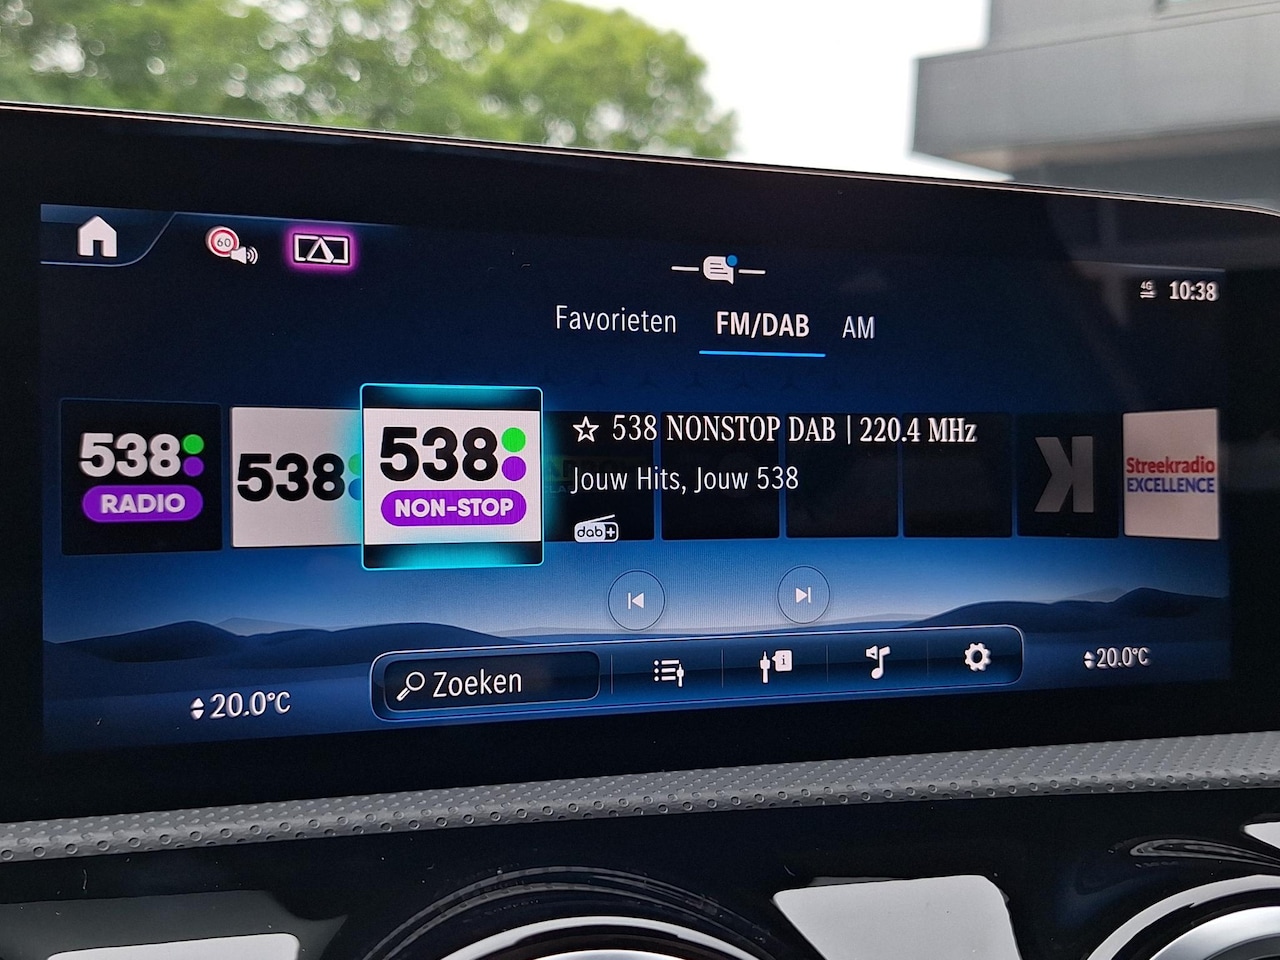 60
4G 10:38
Favorieten FM/DAB AM
538 RADIO
538
538 NON-STOP
538 NONSTOP DAB | 220.4 MHz
Jouw Hits, Jouw 538
dab+
K
Streekradio
EXCELLENCE
20.0°C
Zoeken
i
20.0°C